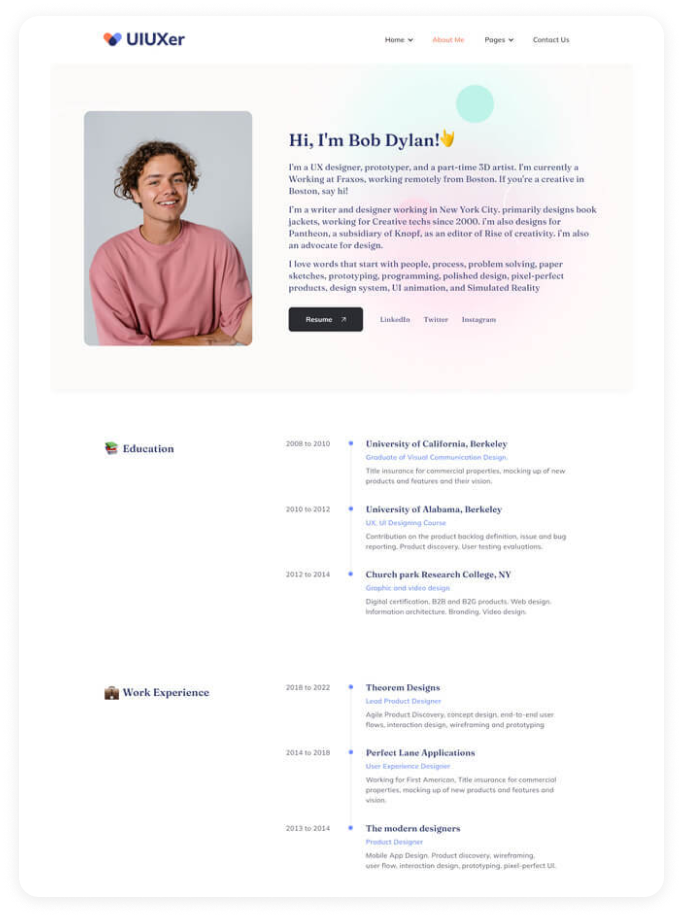 UIUXer
Home About Me Pages Contact Us
Hi, I'm Bob Dylan!
I'm a UX designer, prototyper, and a part-time 3D artist. I'm currently a
Working at Fraxos, working remotely from Boston. If you're a creative in
Boston, say hi!
I'm a writer and designer working in New York City. primarily designs book
jackets, working for Creative techs since 2000. i'm also designs for
Pantheon, a subsidiary of Knopf, as an editor of Rise of creativity. i'm also
an advocate for design.
I love words that start with people, process, problem solving, paper
sketches, prototyping, programming, polished design, pixel-perfect
products, design system, UI animation, and Simulated Reality
Resume LinkedIn Twitter Instagram
Education
2008 to 2010 University of California, Berkeley
Graduate of Visual Communication Design.
Title insurance for commercial properties, mocking up of new
products and features and their vision.
2010 to 2012 University of Alabama, Berkeley
UX, UI Designing Course
Contribution on the product backlog definition, issue and bug
reporting. Product discovery. User testing evaluations.
2012 to 2014 Church park Research College, NY
Graphic and video design
Digital certification. B2B and B2G products. Web design.
Information architecture. Branding. Video design.
Work Experience
2018 to 2022 Theorem Designs
Lead Product Designer
Agile Product Discovery, concept design, end-to-end user
flows, interaction design, wireframing and prototyping
2014 to 2018 Perfect Lane Applications
User Experience Designer
Working for First American, Title insurance for commercial
properties, mocking up of new products and features and
vision.
2013 to 2014 The modern designers
Product Designer
Mobile App Design. Product discovery, wireframing,
user flow, interaction design, prototyping, pixel-perfect UI.